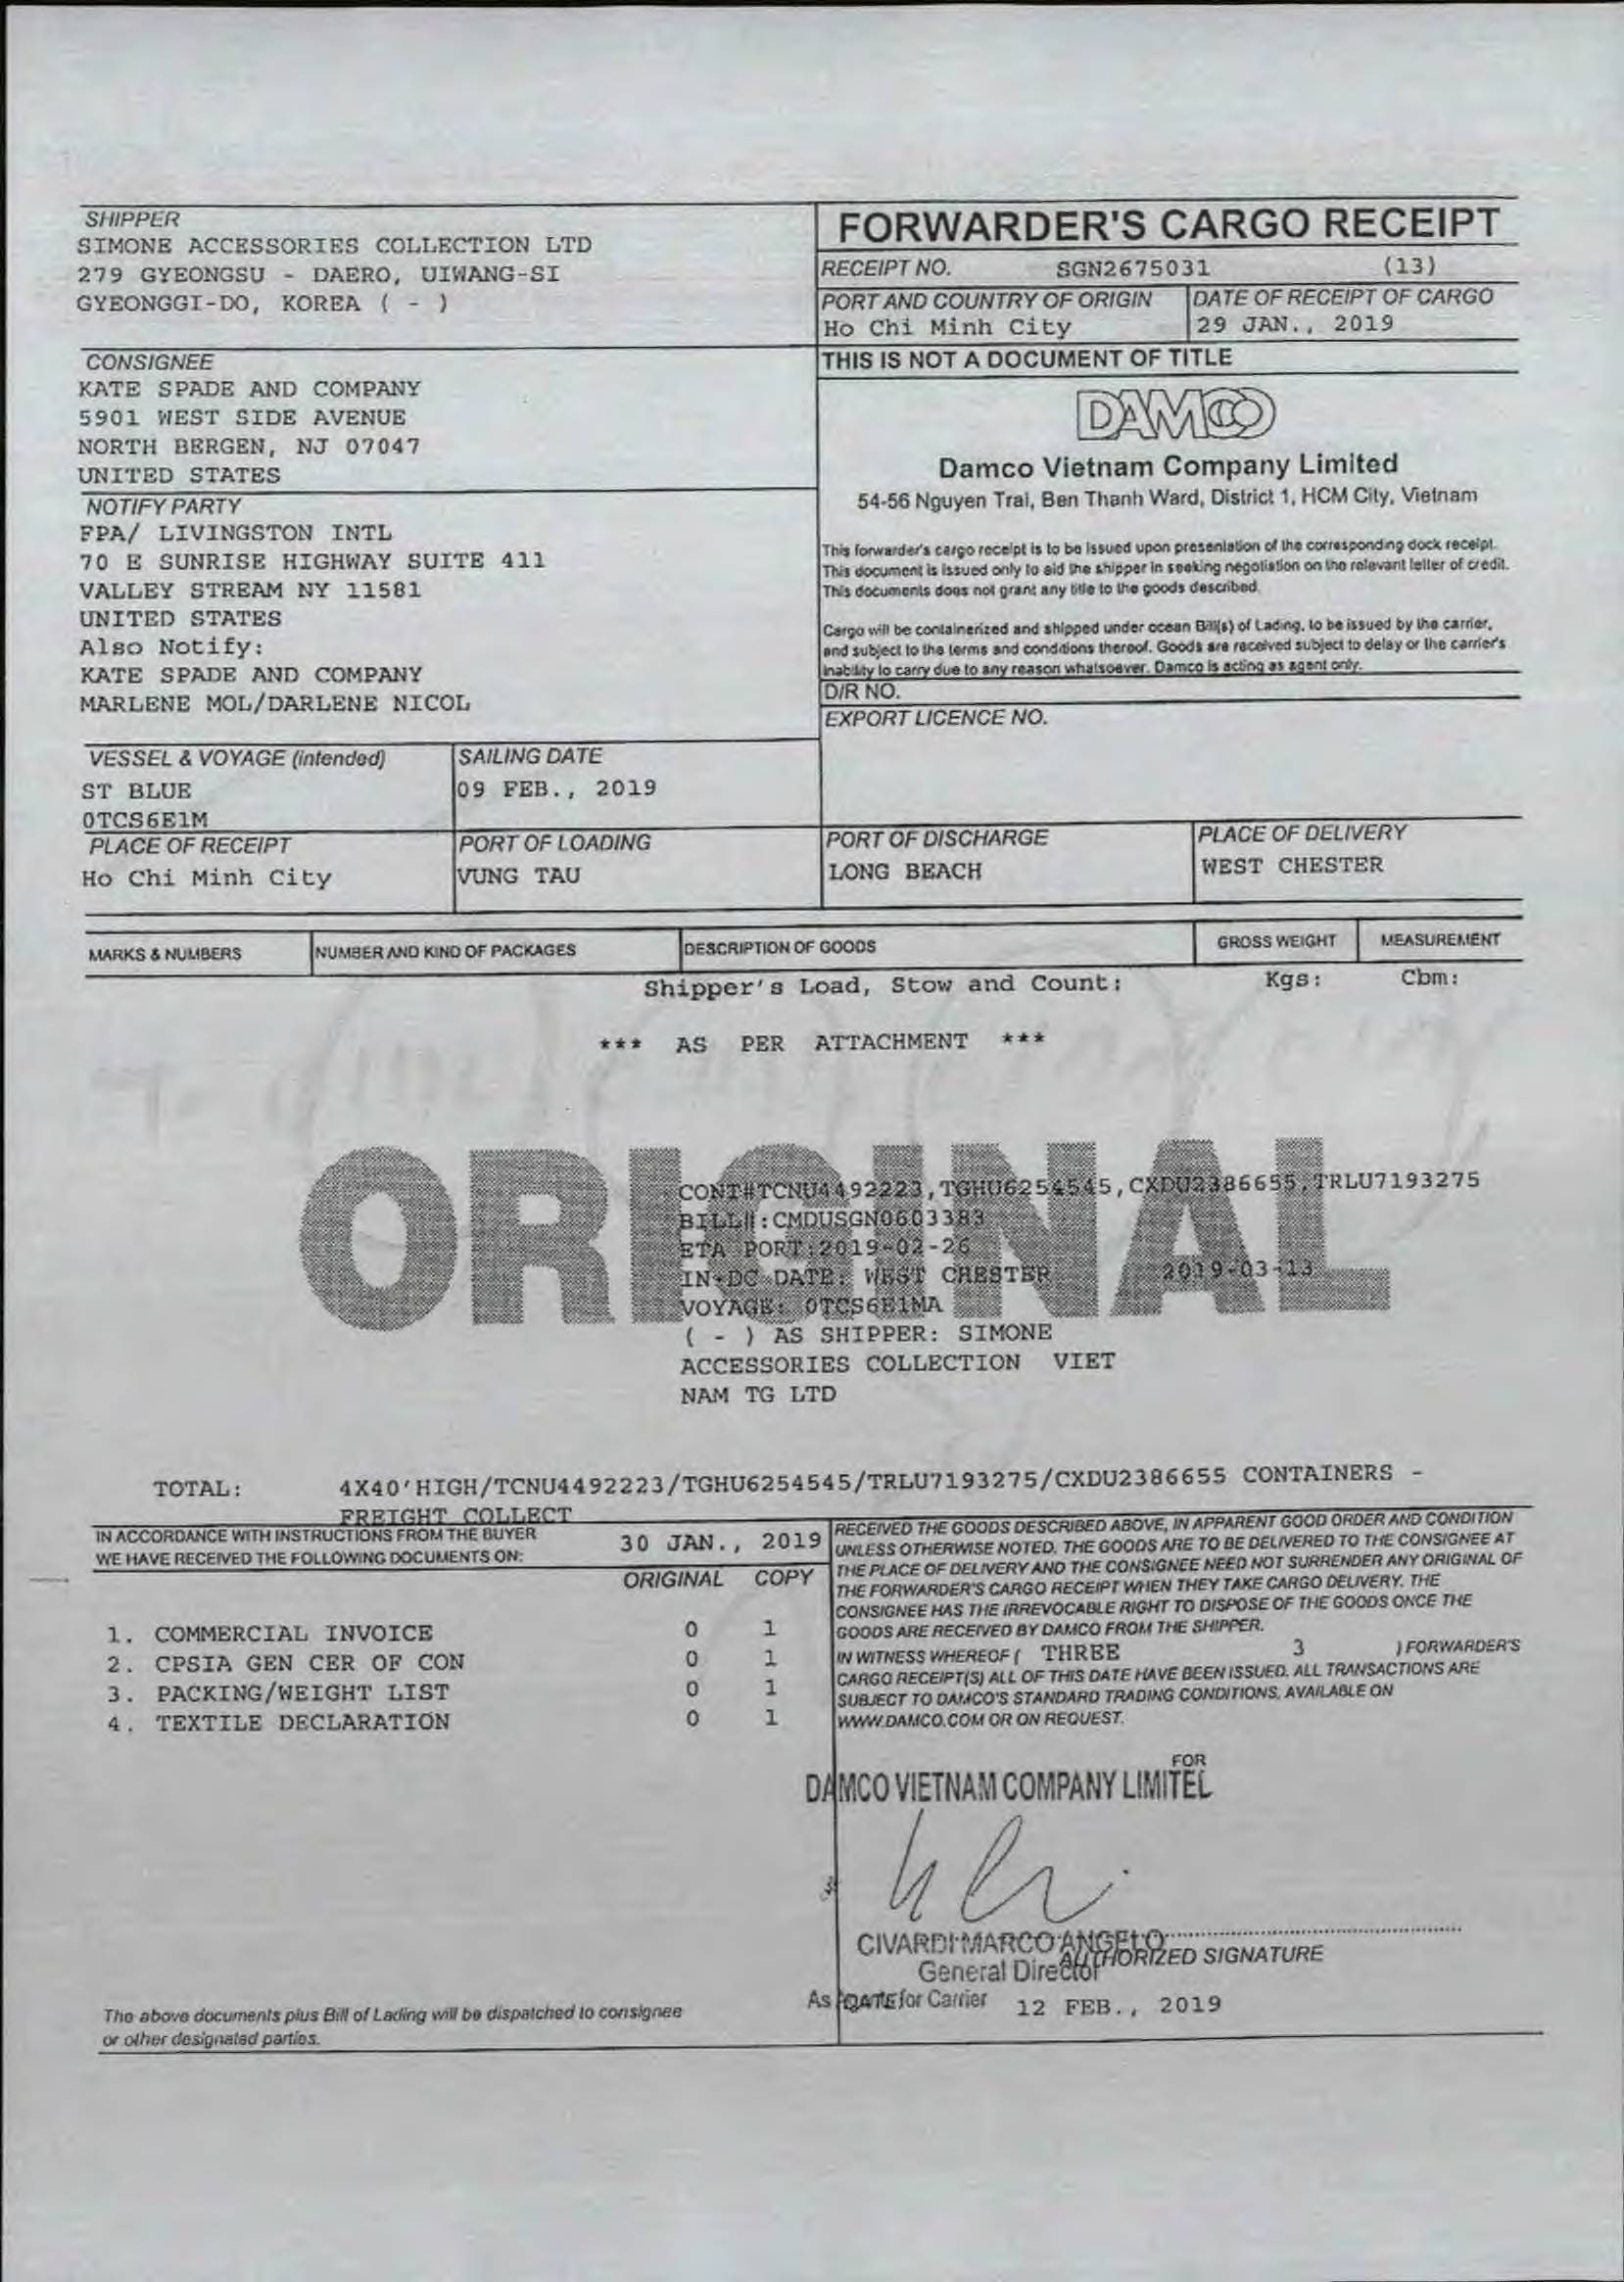 SHIPPER
SIMONE ACCESSORIES COLLECTION LTD
279 GYEONGSU - DAERO, UIWANG-SI
GYEONGGI-DO, KOREA ( - )
FORWARDER'S CARGO RECEIPT
RECEIPT NO. SGN2675031 (13)
PORT AND COUNTRY OF ORIGIN
Ho Chi Minh City
DATE OF RECEIPT OF CARGO
29 JAN., 2019
CONSIGNEE
KATE SPADE AND COMPANY
5901 WEST SIDE AVENUE
NORTH BERGEN, NJ 07047
UNITED STATES
THIS IS NOT A DOCUMENT OF TITLE
DAMCO
Damco Vietnam Company Limited
54-56 Nguyen Trai, Ben Thanh Ward, District 1, HCM City, Vietnam
NOTIFY PARTY
FPA/ LIVINGSTON INTL
70 E SUNRISE HIGHWAY SUITE 411
VALLEY STREAM NY 11581
UNITED STATES
Also Notify:
KATE SPADE AND COMPANY
MARLENE MOL/DARLENE NICOL
This forwarder's cargo receipt is to be issued upon presentation of the corresponding dock receipt.
This document is issued only to aid the shipper in seeking negotiation on the relevant letter of credit.
This documents does not grant any title to the goods described.
Cargo will be containerized and shipped under ocean Bill(s) of Lading, to be issued by the carrier,
and subject to the terms and conditions thereof. Goods are received subject to delay or the carrier's
inability to carry due to any reason whatsoever. Damco is acting as agent only.
D/R NO.
EXPORT LICENCE NO.
VESSEL & VOYAGE (intended)
ST BLUE
0TCS6E1M
SAILING DATE
09 FEB., 2019
PLACE OF RECEIPT
Ho Chi Minh City
PORT OF LOADING
VUNG TAU
PORT OF DISCHARGE
LONG BEACH
PLACE OF DELIVERY
WEST CHESTER
MARKS & NUMBERS NUMBER AND KIND OF PACKAGES DESCRIPTION OF GOODS GROSS WEIGHT MEASUREMENT
Shipper's Load, Stow and Count: Kgs: Cbm:
*** AS PER ATTACHMENT ***
ORIGINAL
CONT#TCNU4492223,TGHU6254545,CXDU2386655,TRLU7193275
BILL#:CMDUSGN0603383
ETA PORT:2019-02-26
IN-DC DATE: WEST CHESTER 2019-03-13
VOYAGE: 0TCS6E1MA
( - ) AS SHIPPER: SIMONE
ACCESSORIES COLLECTION VIET
NAM TG LTD
TOTAL: 4X40'HIGH/TCNU4492223/TGHU6254545/TRLU7193275/CXDU2386655 CONTAINERS -
FREIGHT COLLECT
IN ACCORDANCE WITH INSTRUCTIONS FROM THE BUYER
WE HAVE RECEIVED THE FOLLOWING DOCUMENTS ON: 30 JAN., 2019
ORIGINAL COPY
1. COMMERCIAL INVOICE 0 1
2. CPSIA GEN CER OF CON 0 1
3. PACKING/WEIGHT LIST 0 1
4. TEXTILE DECLARATION 0 1
RECEIVED THE GOODS DESCRIBED ABOVE, IN APPARENT GOOD ORDER AND CONDITION
UNLESS OTHERWISE NOTED. THE GOODS ARE TO BE DELIVERED TO THE CONSIGNEE AT
THE PLACE OF DELIVERY AND THE CONSIGNEE NEED NOT SURRENDER ANY ORIGINAL OF
THE FORWARDER'S CARGO RECEIPT WHEN THEY TAKE CARGO DELIVERY. THE
CONSIGNEE HAS THE IRREVOCABLE RIGHT TO DISPOSE OF THE GOODS ONCE THE
GOODS ARE RECEIVED BY DAMCO FROM THE SHIPPER.
IN WITNESS WHEREOF ( THREE 3 ) FORWARDER'S
CARGO RECEIPT(S) ALL OF THIS DATE HAVE BEEN ISSUED. ALL TRANSACTIONS ARE
SUBJECT TO DAMCO'S STANDARD TRADING CONDITIONS, AVAILABLE ON
WWW.DAMCO.COM OR ON REQUEST.
FOR
DAMCO VIETNAM COMPANY LIMITEL
CIVARDI MARCO ANGELO
AUTHORIZED SIGNATURE
General Director
As DATE for Carrier 12 FEB., 2019
The above documents plus Bill of Lading will be dispatched to consignee
or other designated parties.